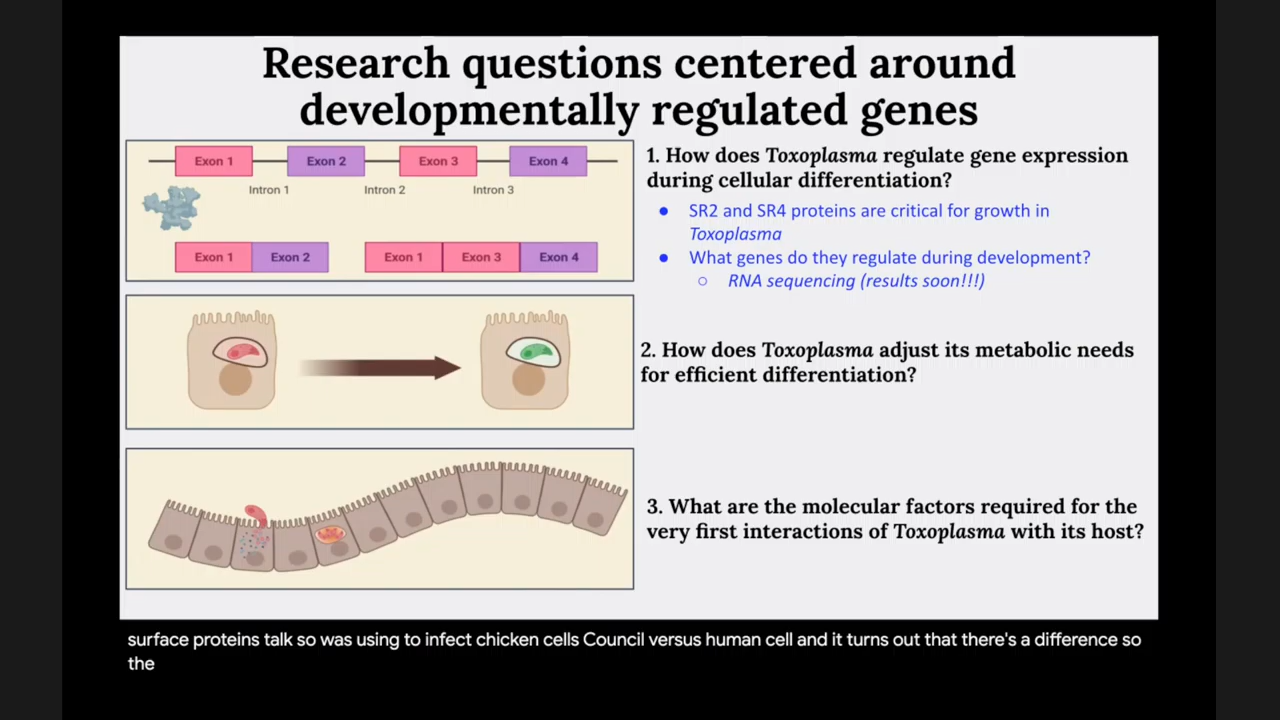 Research questions centered around
developmentally regulated genes
Exon 1 Exon 2 Exon 3 Exon 4
Intron 1 Intron 2 Intron 3
Exon 1 Exon 2 Exon 1 Exon 3 Exon 4
1. How does Toxoplasma regulate gene expression
during cellular differentiation?
● SR2 and SR4 proteins are critical for growth in
Toxoplasma
● What genes do they regulate during development?
○ RNA sequencing (results soon!!!)
2. How does Toxoplasma adjust its metabolic needs
for efficient differentiation?
3. What are the molecular factors required for the
very first interactions of Toxoplasma with its host?
surface proteins talk so was using to infect chicken cells Council versus human cell and it turns out that there's a difference so
the